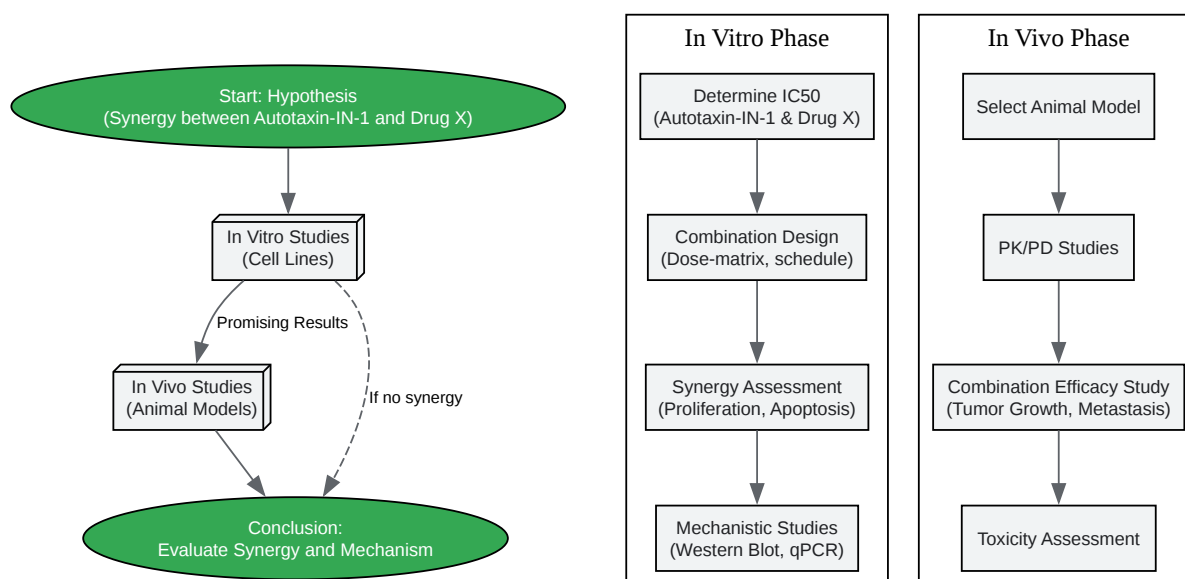 Start: Hypothesis
(Synergy between Autotaxin-IN-1 and Drug X)
In Vitro Studies
(Cell Lines)
Promising Results
If no synergy
In Vivo Studies
(Animal Models)
Conclusion:
Evaluate Synergy and Mechanism
In Vitro Phase
Determine IC50
(Autotaxin-IN-1 & Drug X)
Combination Design
(Dose-matrix, schedule)
Synergy Assessment
(Proliferation, Apoptosis)
Mechanistic Studies
(Western Blot, qPCR)
In Vivo Phase
Select Animal Model
PK/PD Studies
Combination Efficacy Study
(Tumor Growth, Metastasis)
Toxicity Assessment